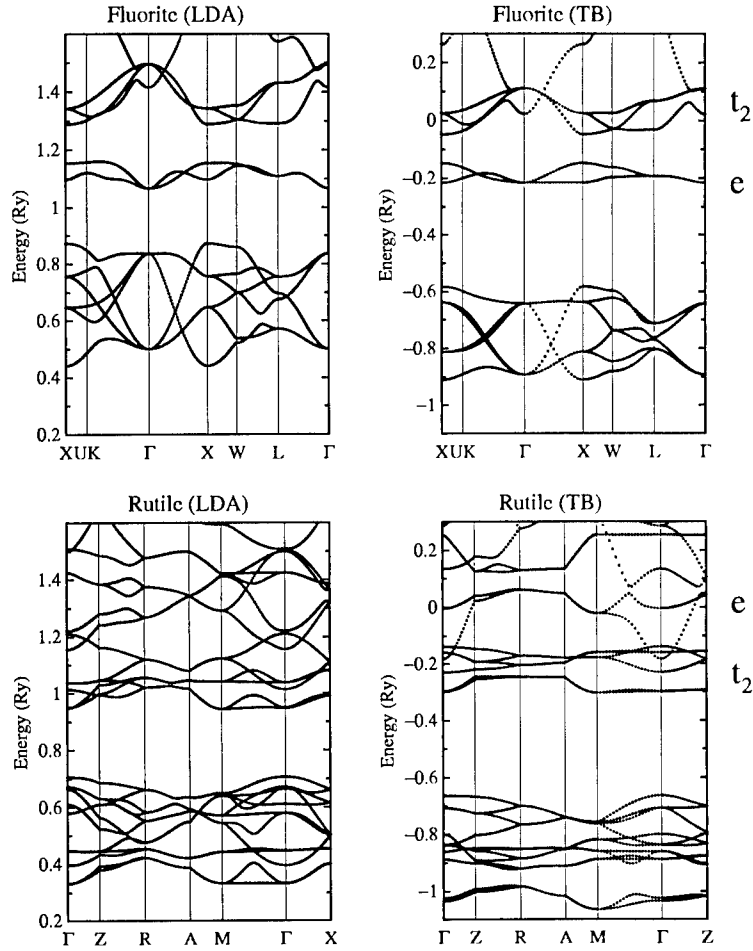 Fluorite (LDA)
Fluorite (TB)
Energy (Ry)
1.4
1.2
1
0.8
0.6
0.4
0.2
X U K Γ X W L Γ
Energy (Ry)
0.2
0
−0.2
−0.4
−0.6
−0.8
−1
X U K Γ X W L Γ
t2
e
Rutile (LDA)
Rutile (TB)
Energy (Ry)
1.4
1.2
1
0.8
0.6
0.4
0.2
Γ Z R A M Γ X
Energy (Ry)
0.2
0
−0.2
−0.4
−0.6
−0.8
−1
Γ Z R A M Γ Z
e
t2